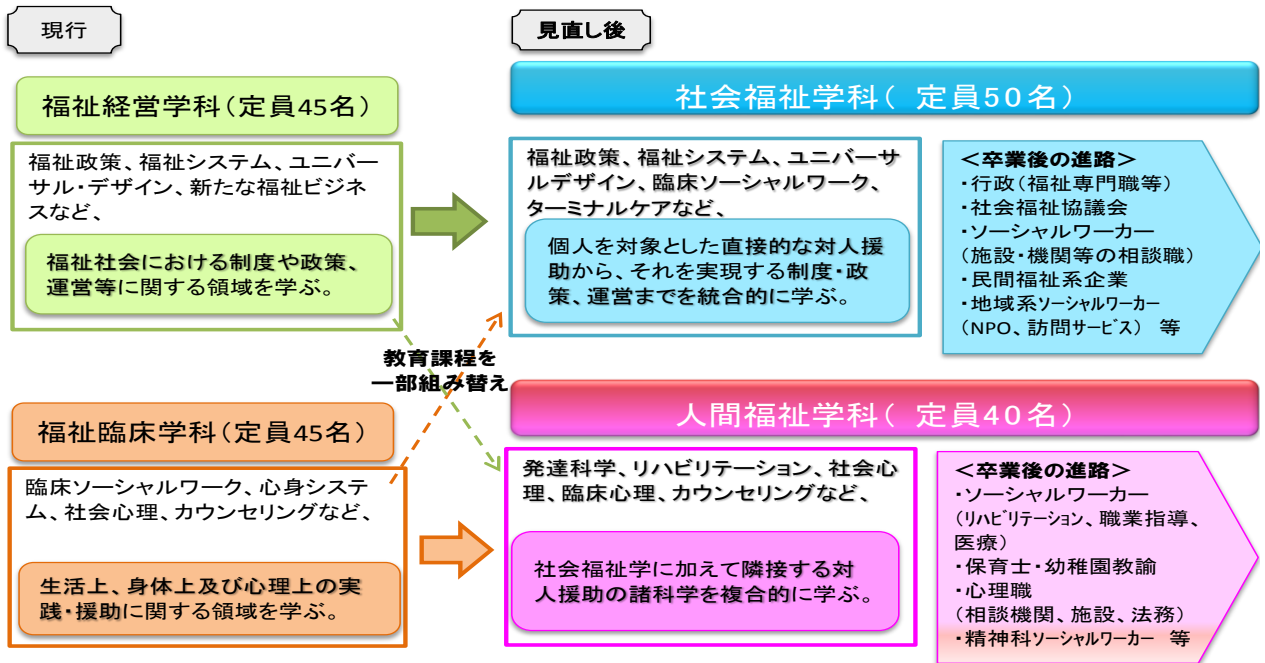 現行
見直し後
福祉経営学科(定員45名)
福祉政策、福祉システム、ユニバー
サル・デザイン、新たな福祉ビジネ
スなど、
福祉社会における制度や政策、
運営等に関する領域を学ぶ。
社会福祉学科( 定員50名)
福祉政策、福祉システム、ユニバーサ
ルデザイン、臨床ソーシャルワーク、
ターミナルケアなど、
個人を対象とした直接的な対人援
助から、それを実現する制度・政
策、運営までを統合的に学ぶ。
<卒業後の進路>
・行政(福祉専門職等)
・社会福祉協議会
・ソーシャルワーカー
(施設・機関等の相談職)
・民間福祉系企業
・地域系ソーシャルワーカー
(NPO、訪問サービス) 等
教育課程を
一部組み替え
福祉臨床学科(定員45名)
臨床ソーシャルワーク、心身システ
ム、社会心理、カウンセリングなど、
生活上、身体上及び心理上の実
践・援助に関する領域を学ぶ。
人間福祉学科( 定員40名)
発達科学、リハビリテーション、社会心
理、臨床心理、カウンセリングなど、
社会福祉学に加えて隣接する対
人援助の諸科学を複合的に学ぶ。
<卒業後の進路>
・ソーシャルワーカー
(リハビリテーション、職業指導、
医療)
・保育士・幼稚園教諭
・心理職
(相談機関、施設、法務)
・精神科ソーシャルワーカー 等